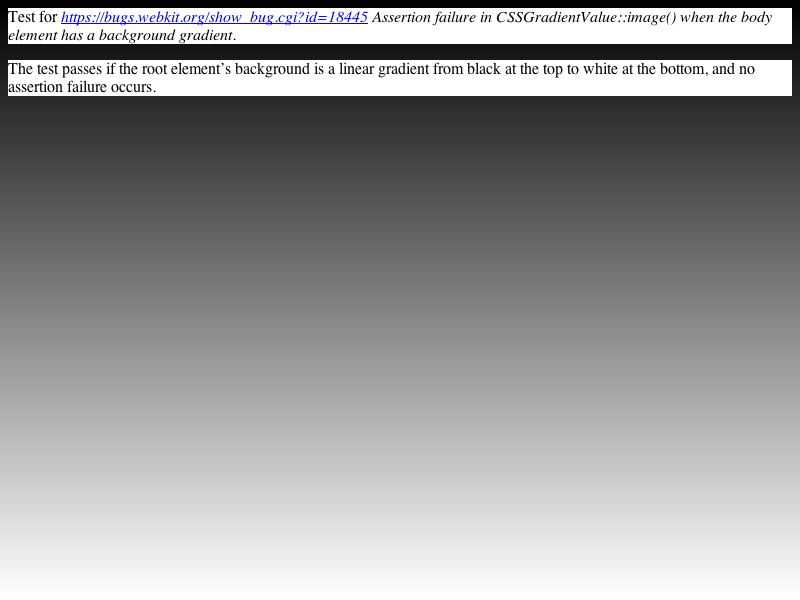 Test for https://bugs.webkit.org/show_bug.cgi?id=18445 Assertion failure in CSSGradientValue::image() when the body
element has a background gradient.
The test passes if the root element’s background is a linear gradient from black at the top to white at the bottom, and no
assertion failure occurs.